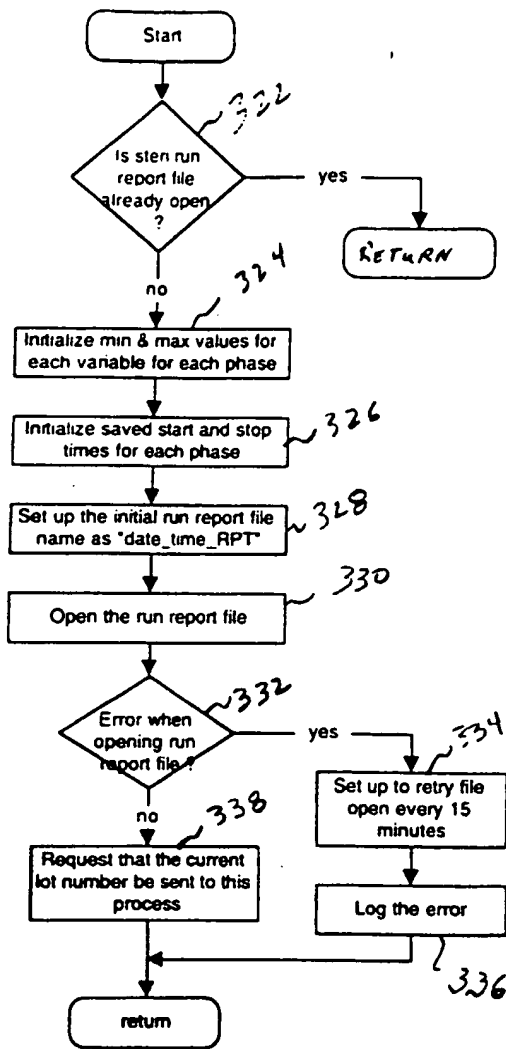 Start
322
Is sten run
report file
already open
?
yes
RETURN
no
324
Initialize min & max values for
each variable for each phase
Initialize saved start and stop
times for each phase
326
Set up the initial run report file
name as "date_time_RPT"
328
330
Open the run report file
332
Error when
opening run
report file ?
yes
334
Set up to retry file
open every 15
minutes
no
338
Request that the current
lot number be sent to this
process
Log the error
336
return